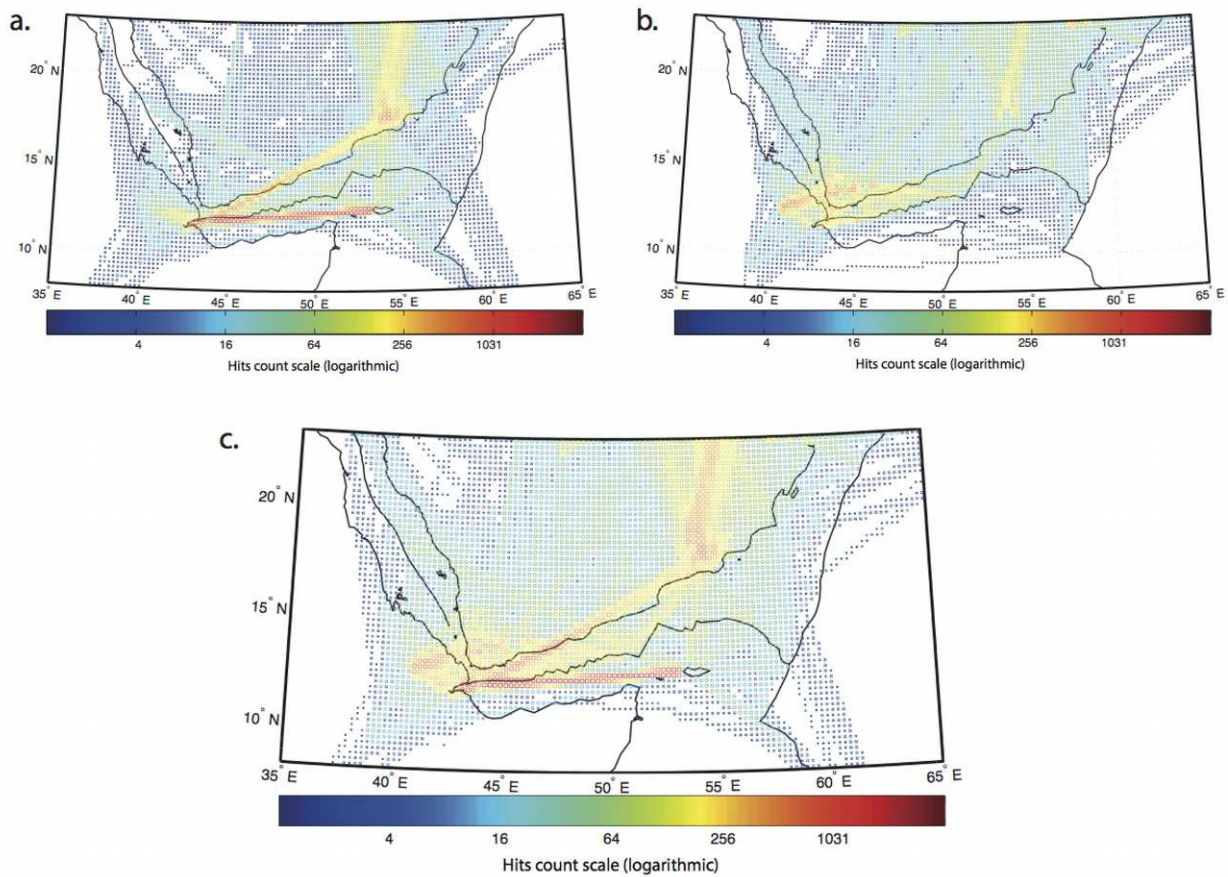 a.
20° N
15° N
10° N
35° E 40° E 45° E 50° E 55° E 60° E 65° E
4 16 64 256 1031
Hits count scale (logarithmic)
b.
20° N
15° N
10° N
35° E 40° E 45° E 50° E 55° E 60° E 65° E
4 16 64 256 1031
Hits count scale (logarithmic)
c.
20° N
15° N
10° N
35° E 40° E 45° E 50° E 55° E 60° E 65° E
4 16 64 256 1031
Hits count scale (logarithmic)